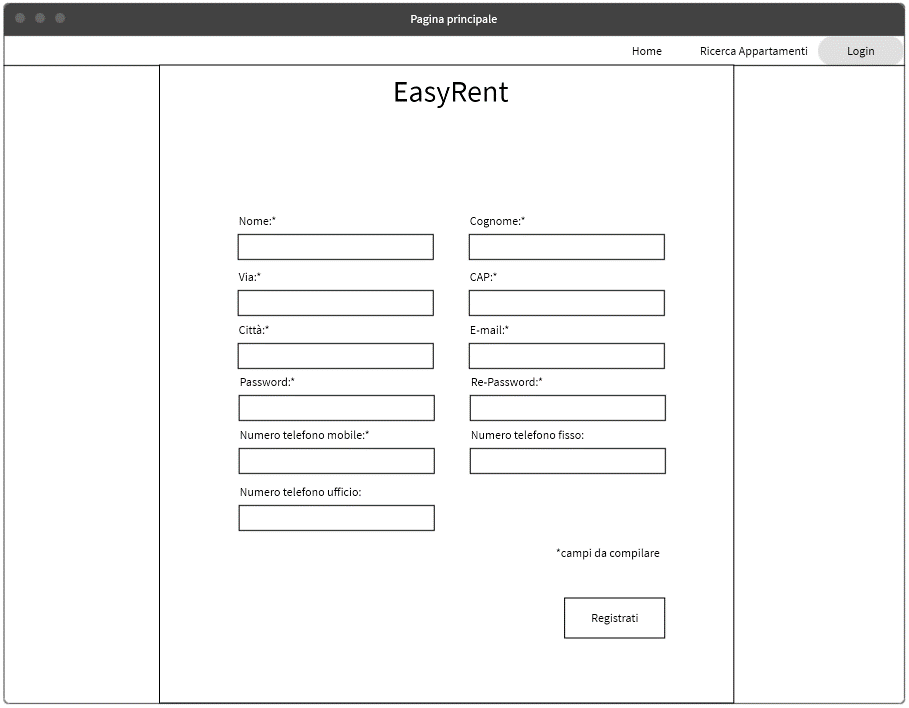 Pagina principale
Home Ricerca Appartamenti Login
EasyRent
Nome:* Cognome:*
Via:* CAP:*
Città:* E-mail:*
Password:* Re-Password:*
Numero telefono mobile:* Numero telefono fisso:
Numero telefono ufficio:
*campi da compilare
Registrati